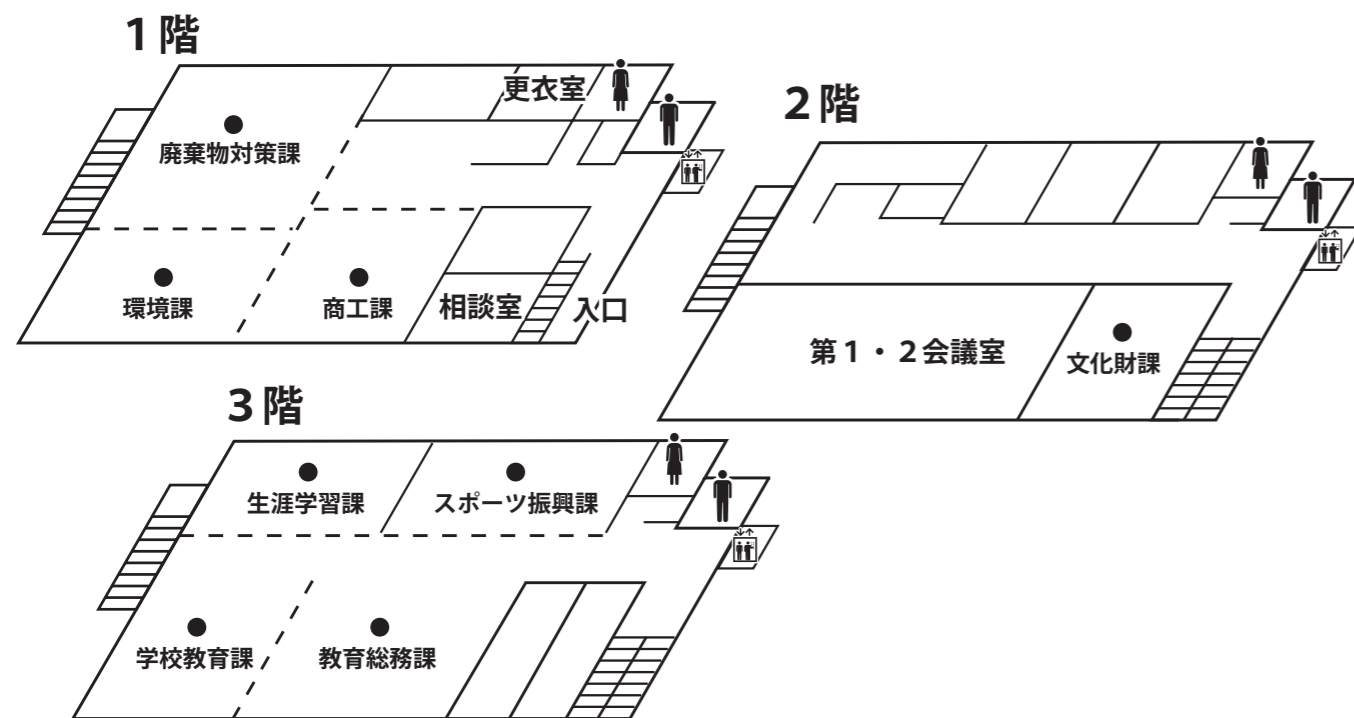 1階
更衣室
廃棄物対策課
環境課
商工課
相談室
入口
2階
第1・2会議室
文化財課
3階
生涯学習課
スポーツ振興課
学校教育課
教育総務課